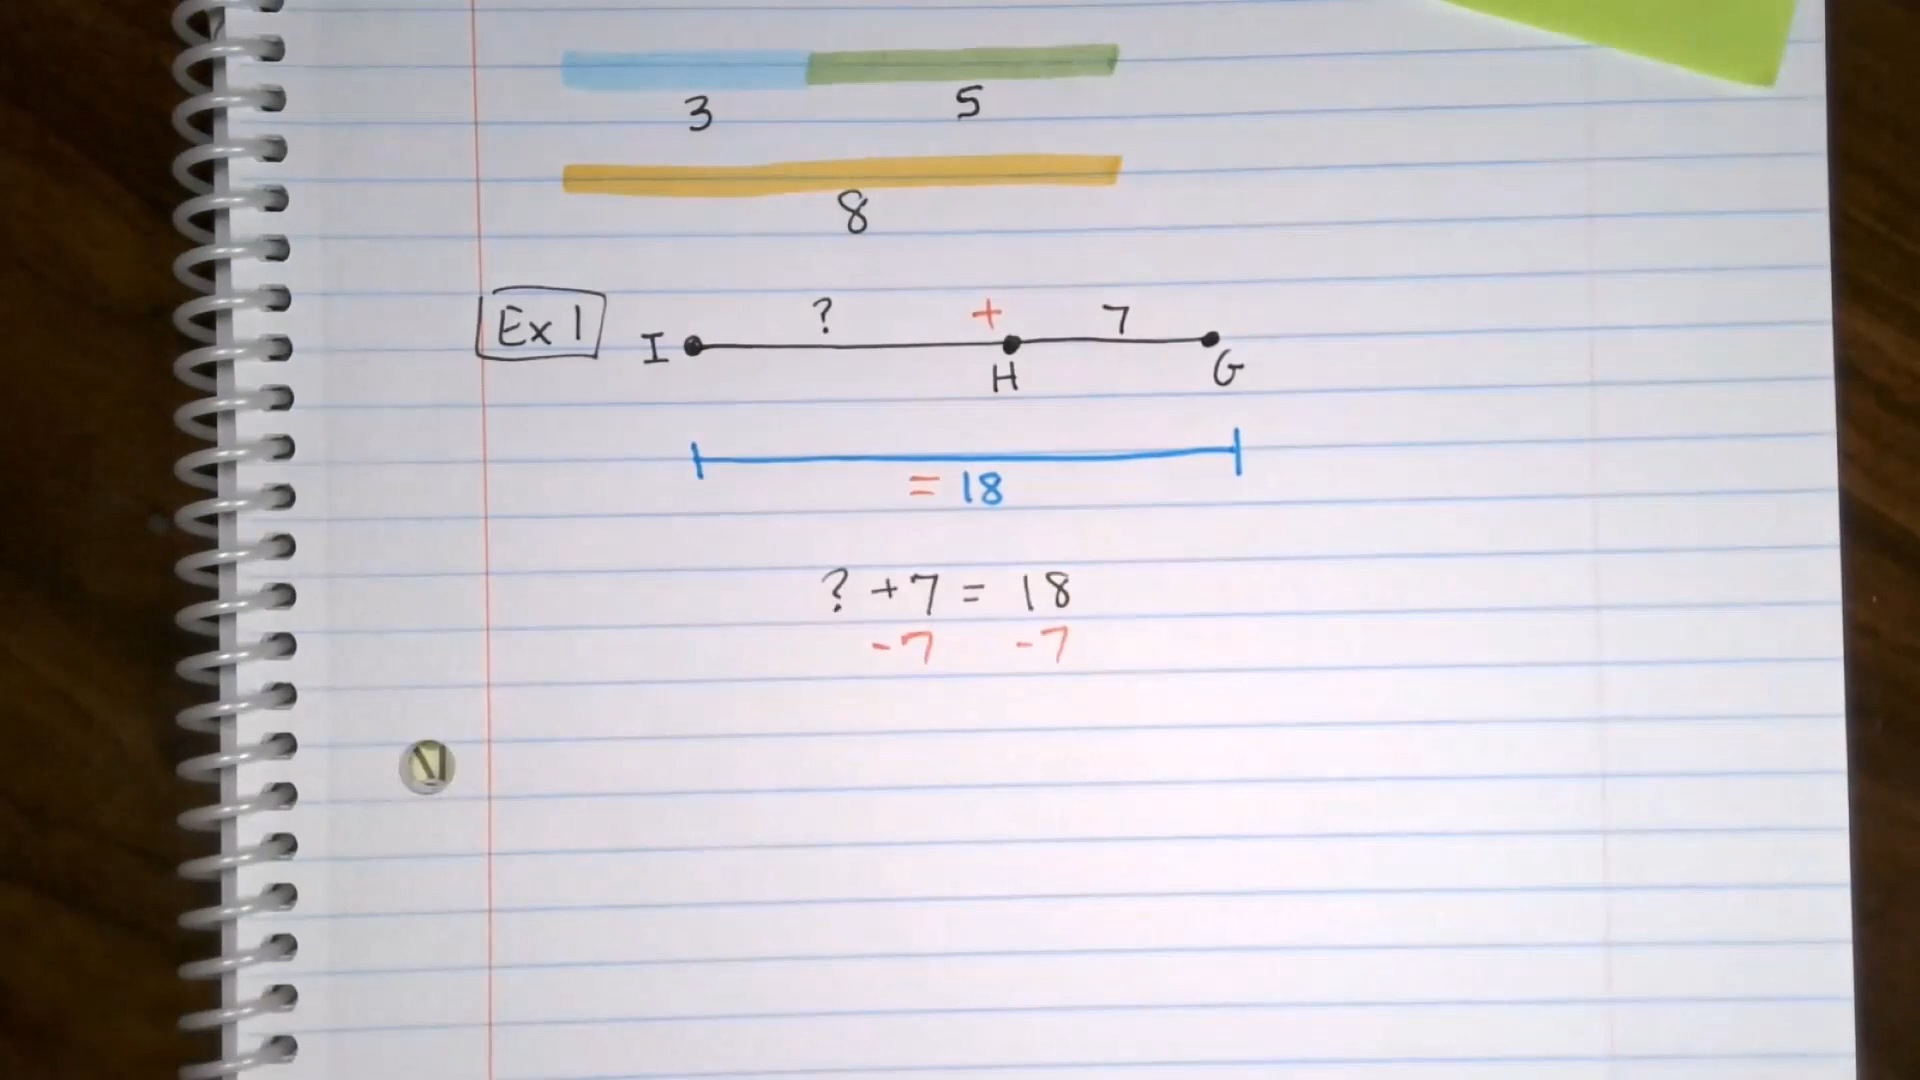 3 5
8
Ex 1
? + 7
I H G
= 18
? + 7 = 18
-7 -7